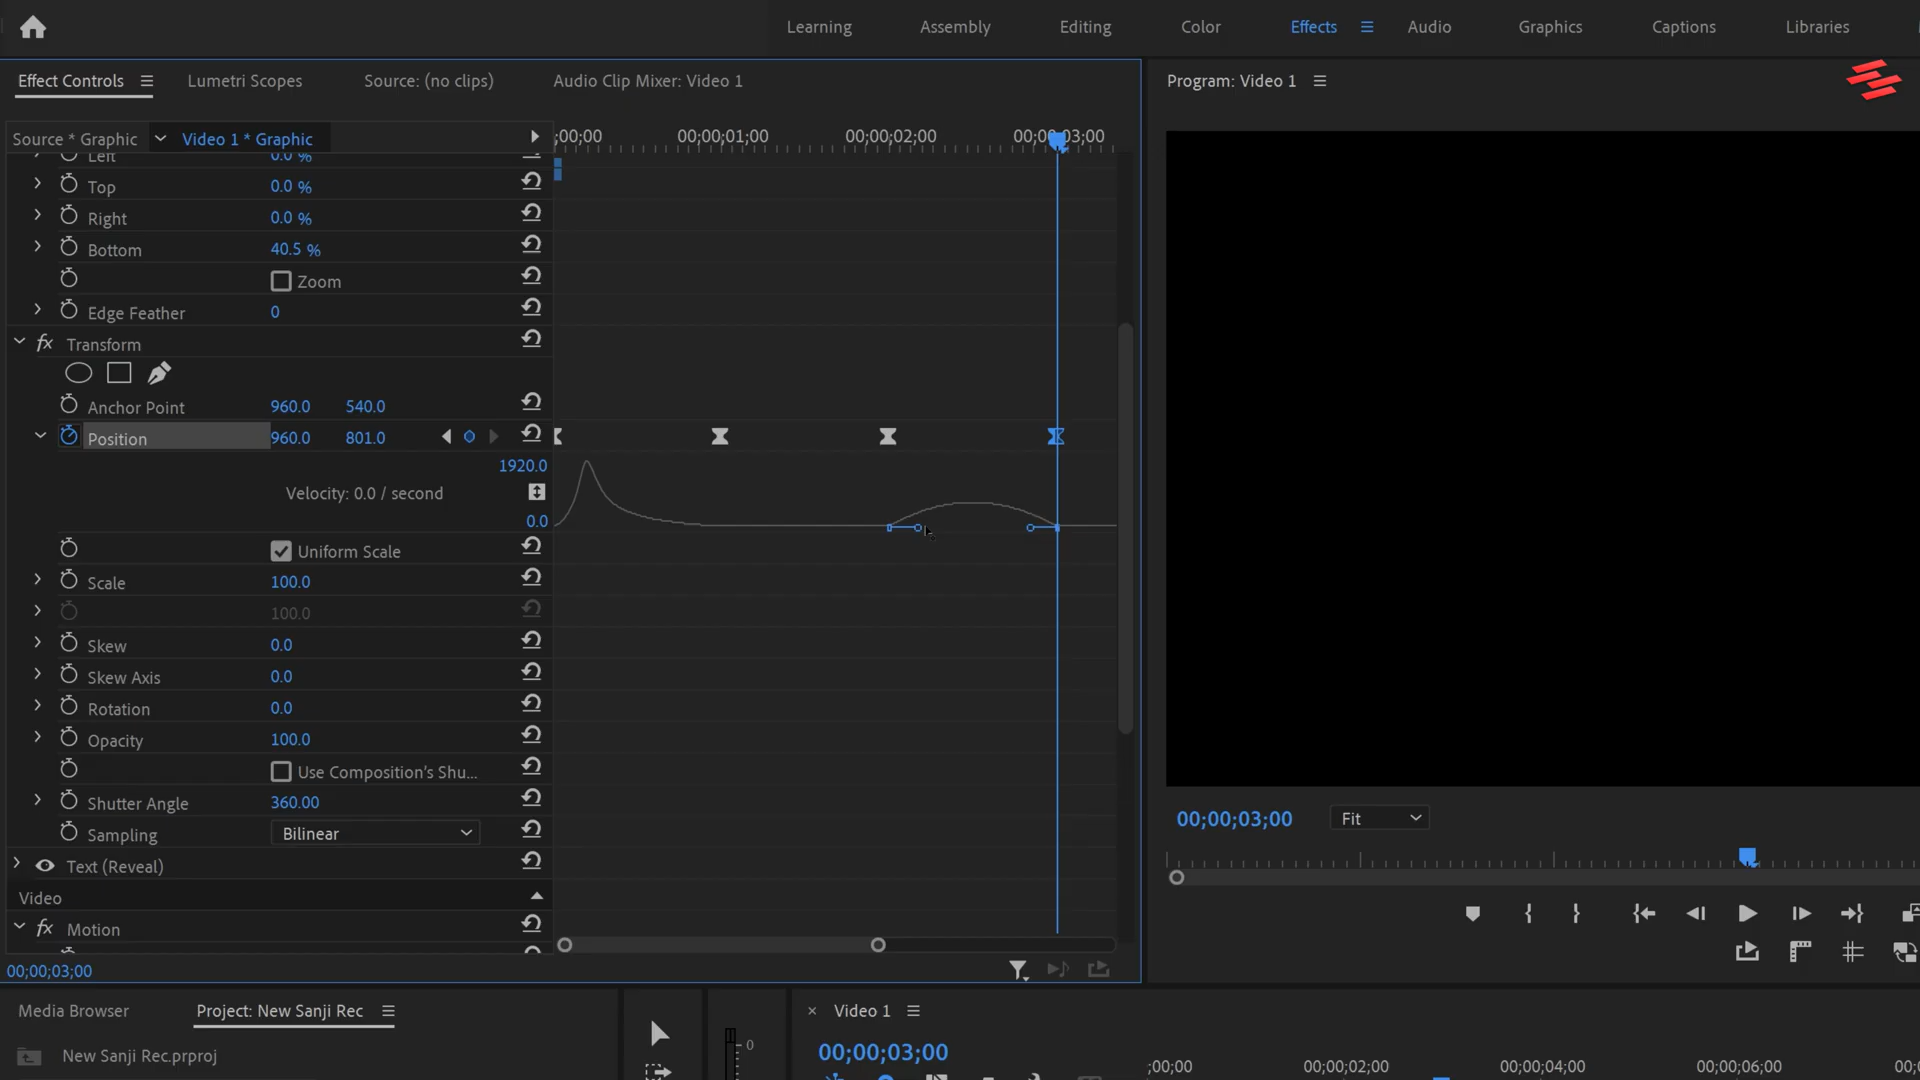 Learning Assembly Editing Color Effects Audio Graphics Captions Libraries
Effect Controls Lumetri Scopes Source: (no clips) Audio Clip Mixer: Video 1
Program: Video 1
Source * Graphic Video 1 * Graphic
;00;00 00;00;01;00 00;00;02;00 00;00;03;00
Left 0.0 %
Top 0.0 %
Right 0.0 %
Bottom 40.5 %
Zoom
Edge Feather 0
fx Transform
Anchor Point 960.0 540.0
Position 960.0 801.0
1920.0
Velocity: 0.0 / second
0.0
Uniform Scale
Scale 100.0
100.0
Skew 0.0
Skew Axis 0.0
Rotation 0.0
Opacity 100.0
Use Composition's Shu...
Shutter Angle 360.00
Sampling Bilinear
Text (Reveal)
Video
fx Motion
00;00;03;00
00;00;03;00 Fit
Media Browser Project: New Sanji Rec
New Sanji Rec.prproj
0
× Video 1
00;00;03;00
;00;00 00;00;02;00 00;00;04;00 00;00;06;00